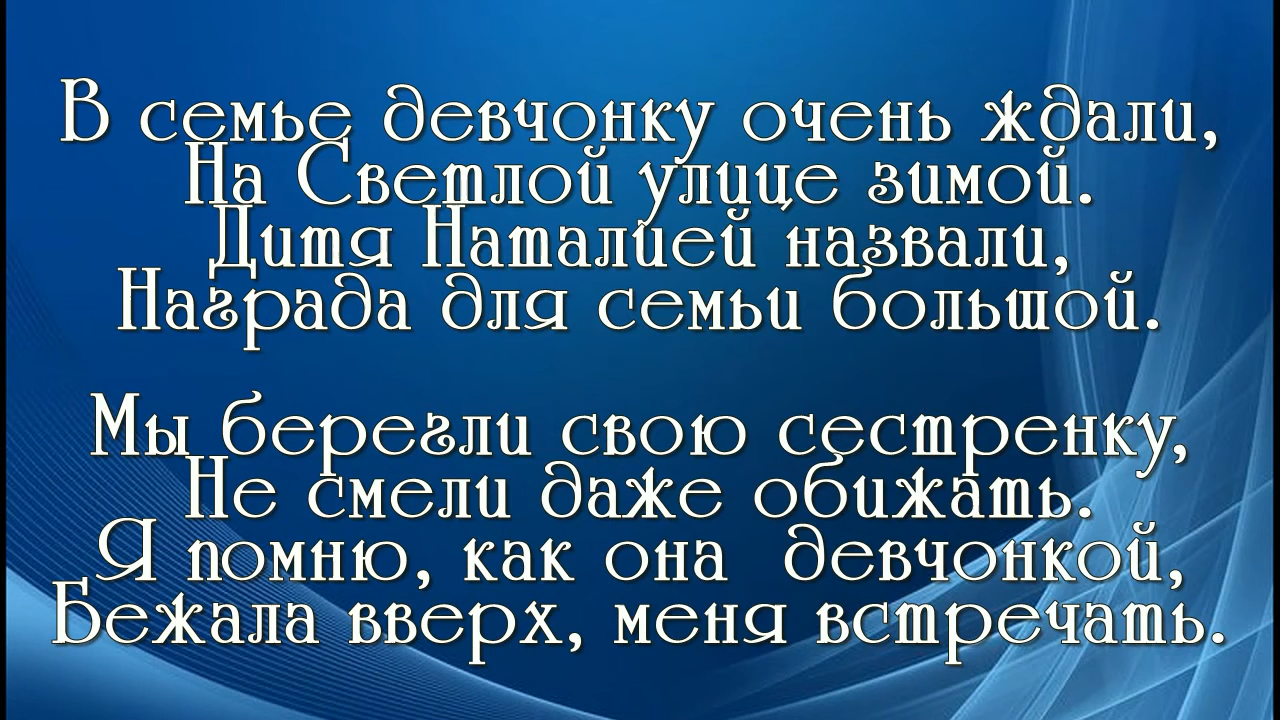 В семье девчонку очень ждали,
На Светлой улице зимой.
Дитя Наталией назвали,
Награда для семьи большой.
Мы берегли свою сестренку,
Не смели даже обижать.
Я помню, как она девчонкой,
Бежала вверх, меня встречать.